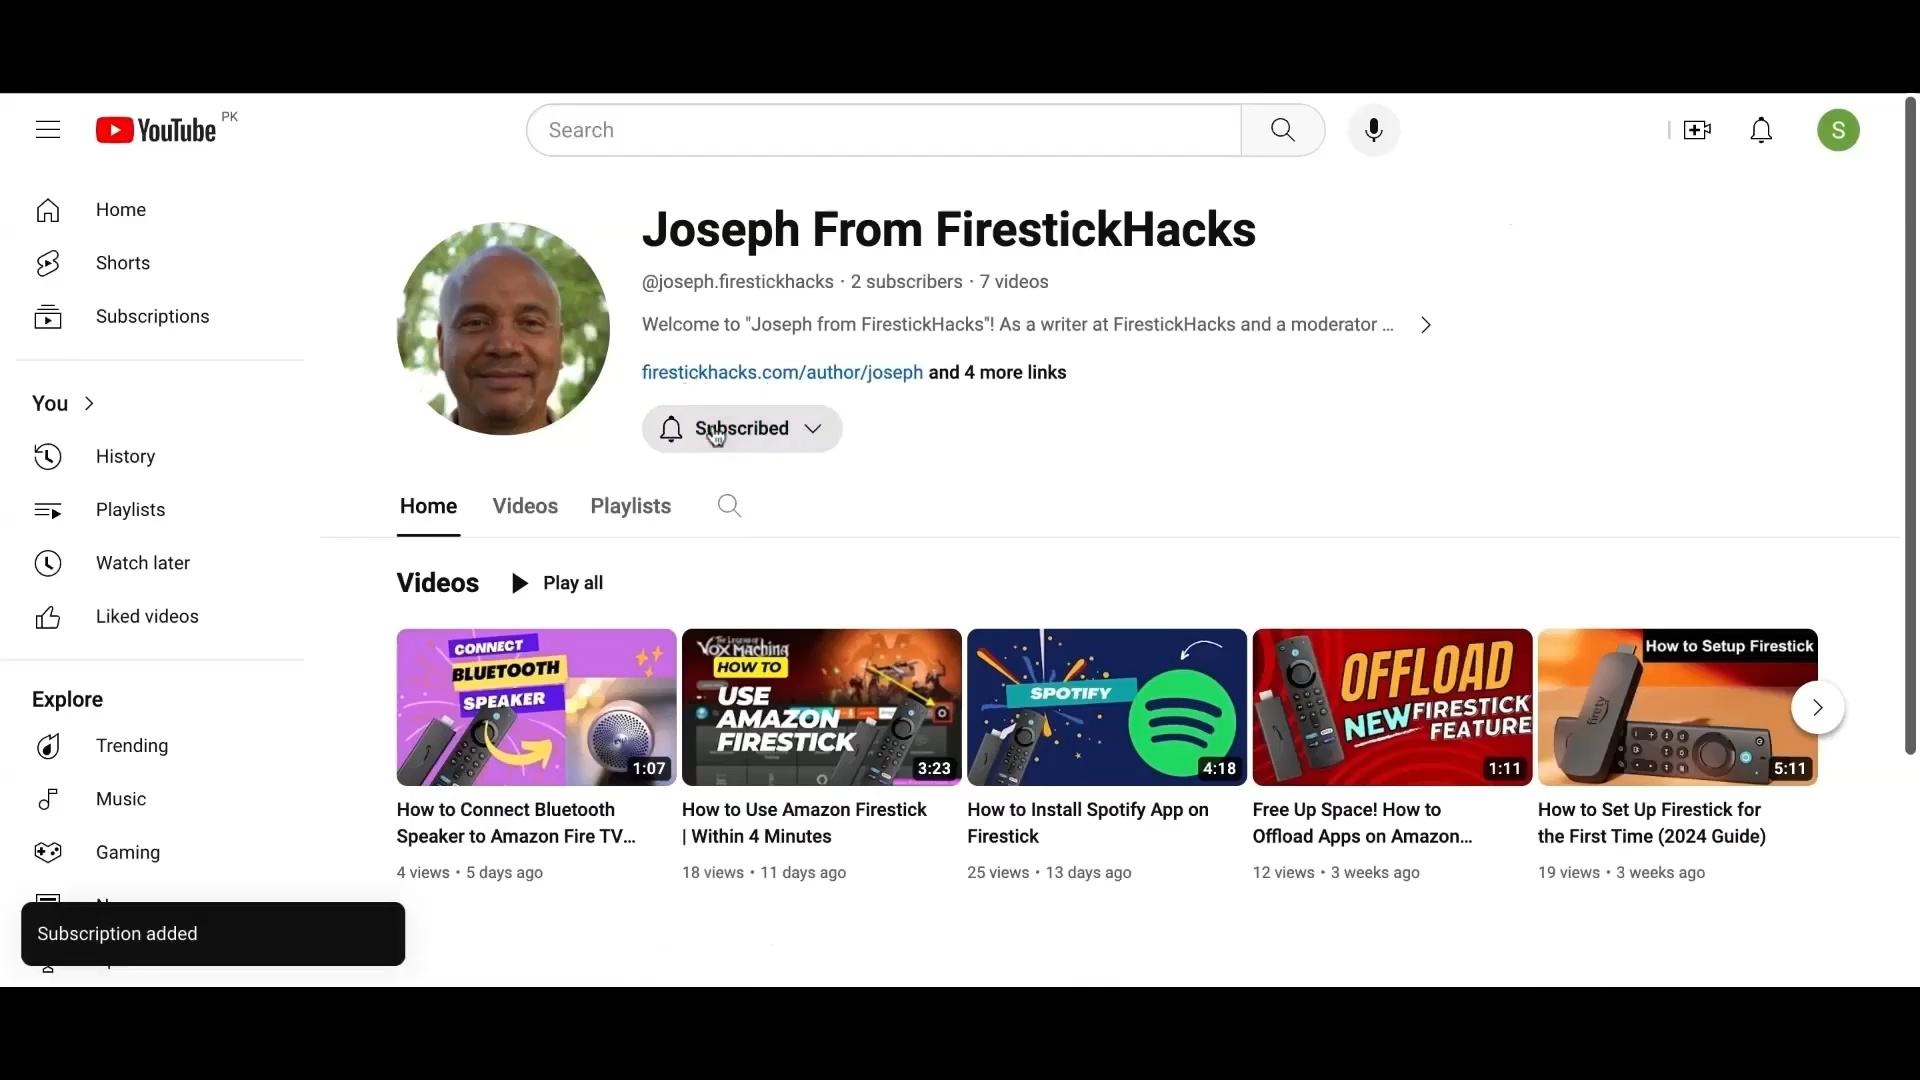 YouTube PK
Search
S
Home
Shorts
Subscriptions
You
History
Playlists
Watch later
Liked videos
Explore
Trending
Music
Gaming
Subscription added
Joseph From FirestickHacks
@joseph.firestickhacks · 2 subscribers · 7 videos
Welcome to "Joseph from FirestickHacks"! As a writer at FirestickHacks and a moderator ...
firestickhacks.com/author/joseph and 4 more links
Subscribed
Home Videos Playlists
Videos Play all
CONNECT
BLUETOOTH
SPEAKER
1:07
How to Connect Bluetooth
Speaker to Amazon Fire TV...
4 views • 5 days ago
THE LEGEND OF
VOX MACHINA
HOW TO
USE
AMAZON
FIRESTICK
3:23
How to Use Amazon Firestick
| Within 4 Minutes
18 views • 11 days ago
SPOTIFY
4:18
How to Install Spotify App on
Firestick
25 views • 13 days ago
OFFLOAD
NEW FIRESTICK
FEATURE
1:11
Free Up Space! How to
Offload Apps on Amazon...
12 views • 3 weeks ago
How to Setup Firestick
firetv
5:11
How to Set Up Firestick for
the First Time (2024 Guide)
19 views • 3 weeks ago